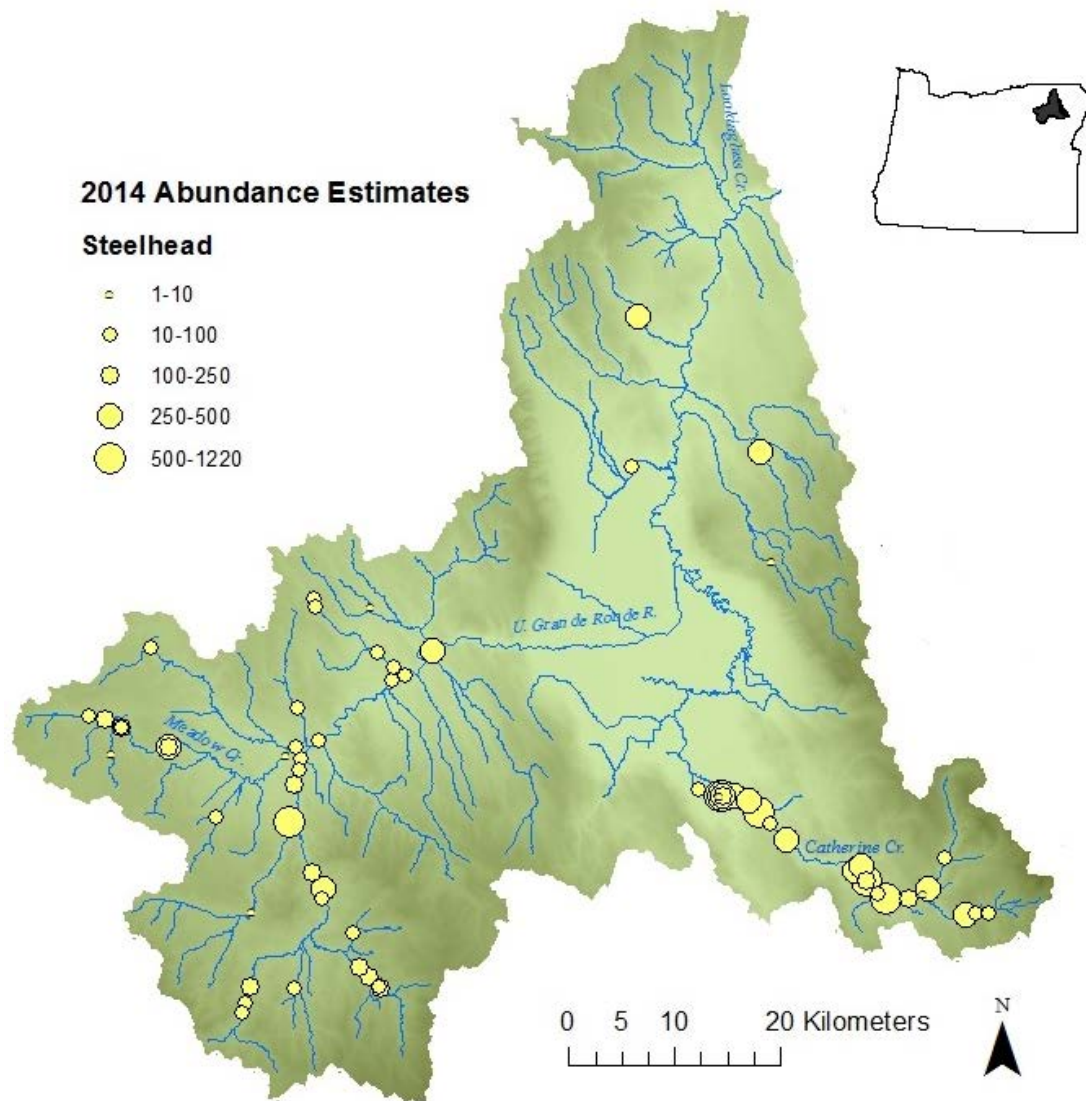 2014 Abundance Estimates
Steelhead
1-10
10-100
100-250
250-500
500-1220
Lookingglass Cr.
U. Grande Ronde R.
Meadow Cr.
Catherine Cr.
0 5 10 20 Kilometers
N